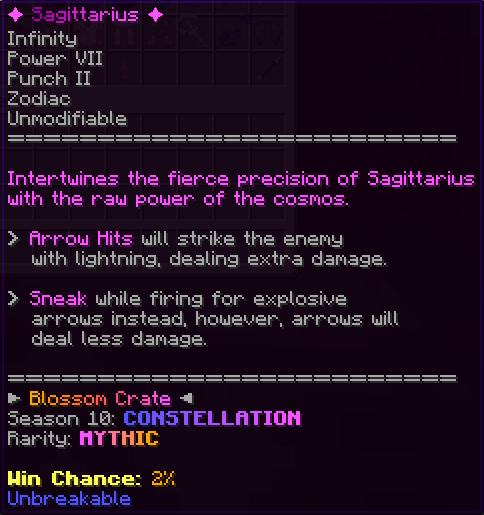 ✦ Sagittarius ✦
Infinity
Power VII
Punch II
Zodiac
Unmodifiable
==============================
Intertwines the fierce precision of Sagittarius
with the raw power of the cosmos.
> Arrow Hits will strike the enemy
with lightning, dealing extra damage.
> Sneak while firing for explosive
arrows instead, however, arrows will
deal less damage.
==============================
► Blossom Crate ◄
Season 10: CONSTELLATION
Rarity: MYTHIC
Win Chance: 2%
Unbreakable